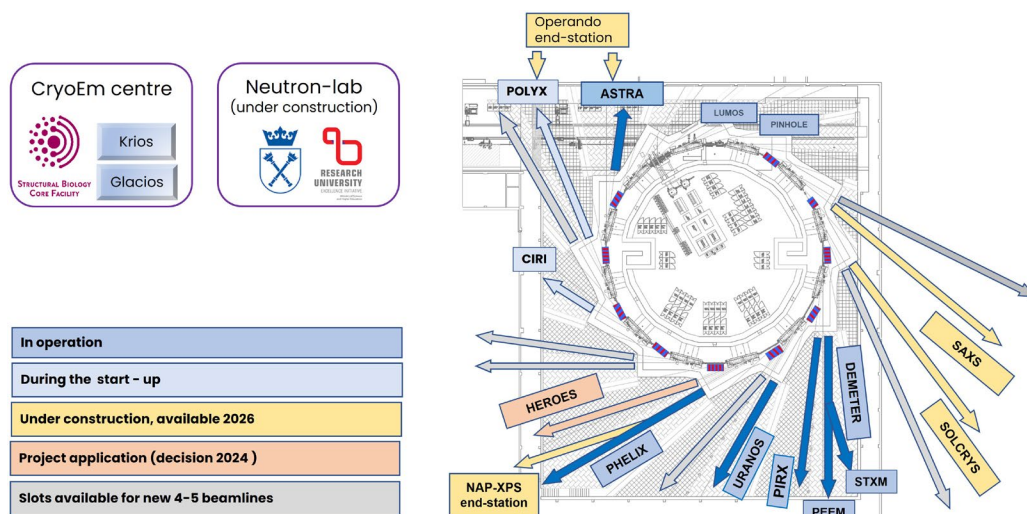 Operando
end-station
CryoEm centre
Krios
Glacios
STRUCTURAL BIOLOGY
CORE FACILITY
Neutron-lab
(under construction)
RESEARCH
UNIVERSITY
EXCELLENCE INITIATIVE
POLYX
ASTRA
LUMOS
PINHOLE
CIRI
SAXS
SOLCRYS
DEMETER
STXM
PEEM
PIRX
URANOS
PHELIX
HEROES
NAP-XPS
end-station
In operation
During the start - up
Under construction, available 2026
Project application (decision 2024 )
Slots available for new 4-5 beamlines